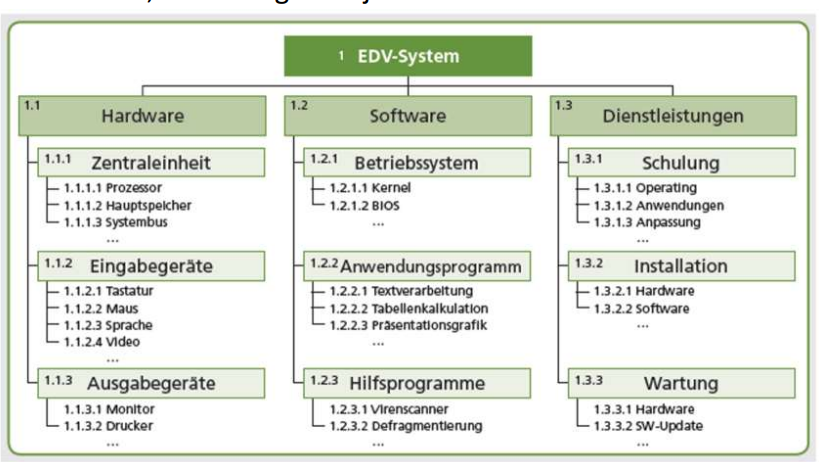 1 EDV-System
1.1 Hardware
1.1.1 Zentraleinheit
1.1.1.1 Prozessor
1.1.1.2 Hauptspeicher
1.1.1.3 Systembus
...
1.1.2 Eingabegeräte
1.1.2.1 Tastatur
1.1.2.2 Maus
1.1.2.3 Sprache
1.1.2.4 Video
...
1.1.3 Ausgabegeräte
1.1.3.1 Monitor
1.1.3.2 Drucker
...
1.2 Software
1.2.1 Betriebssystem
1.2.1.1 Kernel
1.2.1.2 BIOS
...
1.2.2 Anwendungsprogramm
1.2.2.1 Textverarbeitung
1.2.2.2 Tabellenkalkulation
1.2.2.3 Präsentationsgrafik
...
1.2.3 Hilfsprogramme
1.2.3.1 Virenscanner
1.2.3.2 Defragmentierung
...
1.3 Dienstleistungen
1.3.1 Schulung
1.3.1.1 Operating
1.3.1.2 Anwendungen
1.3.1.3 Anpassung
...
1.3.2 Installation
1.3.2.1 Hardware
1.3.2.2 Software
...
1.3.3 Wartung
1.3.3.1 Hardware
1.3.3.2 SW-Update
...